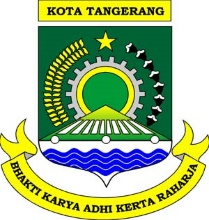 KOTA TANGERANG
BHAKTI KARYA ADHI KERTA RAHARJA